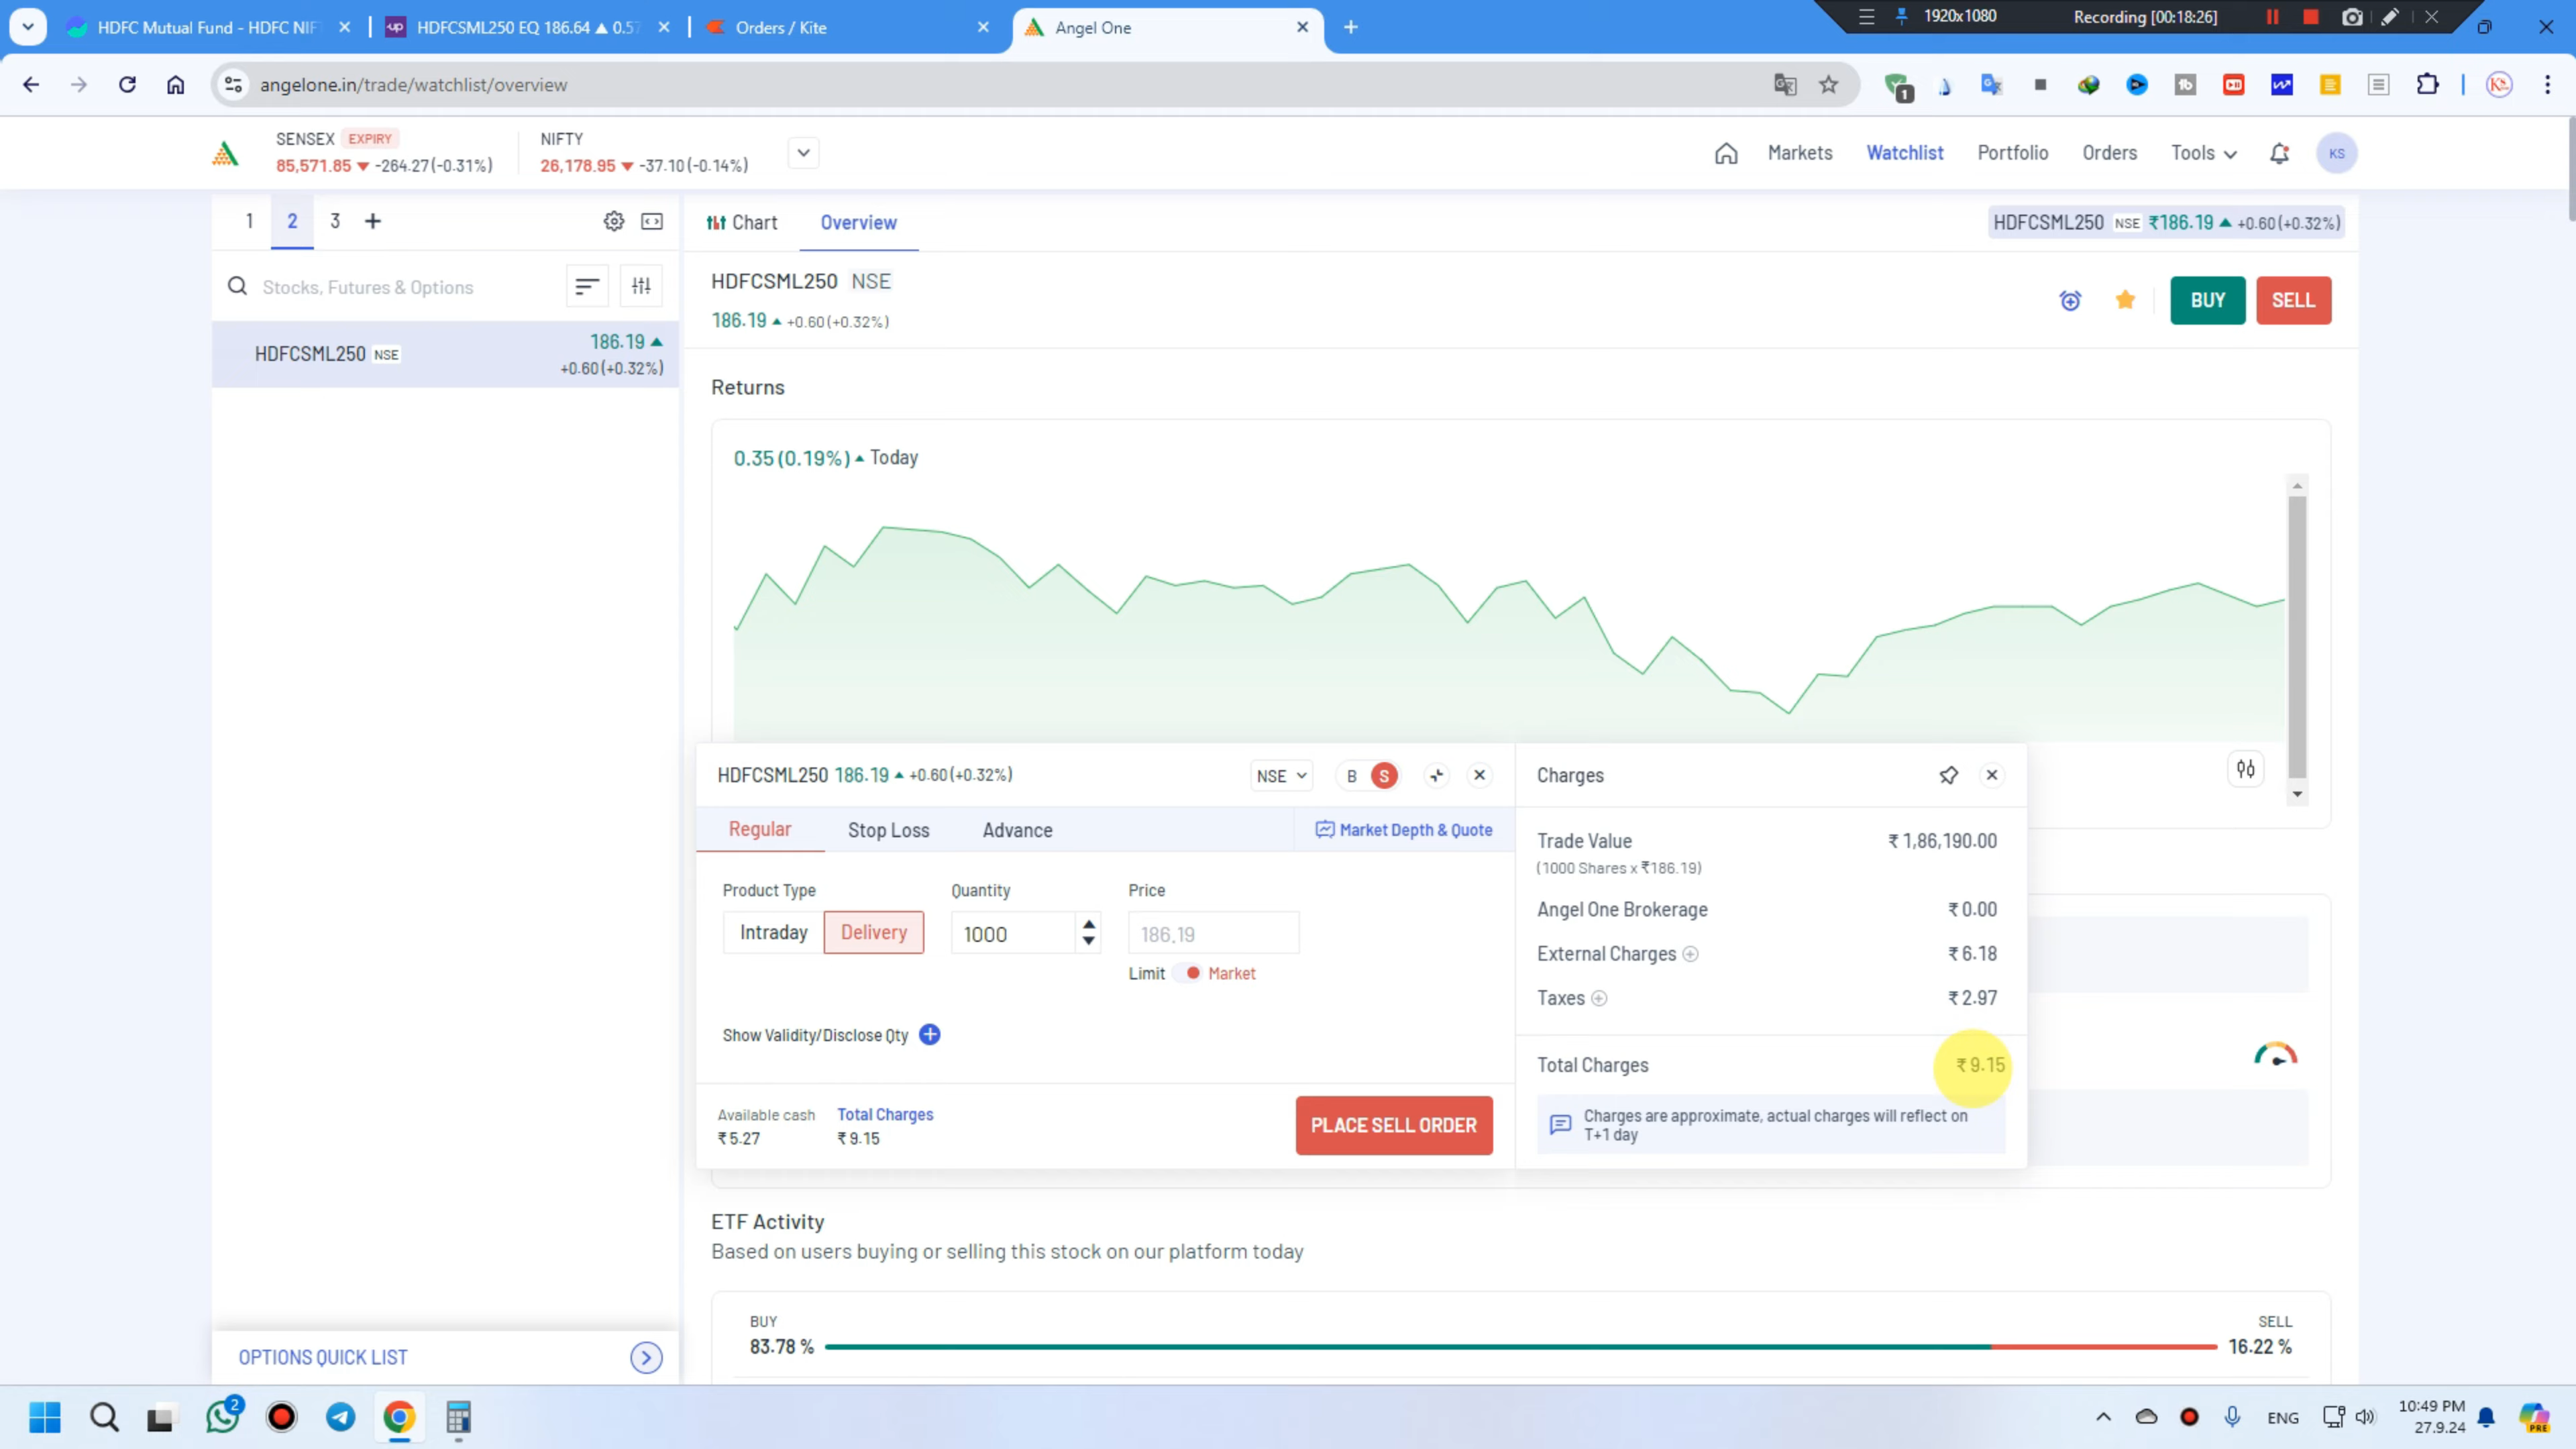 HDFC Mutual Fund - HDFC NIF
HDFCSML250 EQ 186.64 ▲ 0.57
Orders / Kite
Angel One
1920x1080
Recording [00:18:26]
angelone.in/trade/watchlist/overview
1
SENSEX EXPIRY
85,571.85 ▼ -264.27 (-0.31%)
NIFTY
26,178.95 ▼ -37.10 (-0.14%)
Markets
Watchlist
Portfolio
Orders
Tools
KS
1 2 3 +
Chart
Overview
HDFCSML250 NSE ₹186.19 ▲ +0.60 (+0.32%)
Stocks, Futures & Options
HDFCSML250 NSE
186.19 ▲
+0.60 (+0.32%)
HDFCSML250 NSE
186.19 ▲ +0.60 (+0.32%)
BUY
SELL
Returns
0.35 (0.19%) ▲ Today
HDFCSML250 186.19 ▲ +0.60 (+0.32%)
NSE
B S
Charges
Regular
Stop Loss
Advance
Market Depth & Quote
Product Type
Quantity
Price
Intraday
Delivery
1000
186.19
Limit
Market
Show Validity/Disclose Qty
Available cash
₹5.27
Total Charges
₹9.15
PLACE SELL ORDER
Trade Value
₹1,86,190.00
(1000 Shares x ₹186.19)
Angel One Brokerage
₹0.00
External Charges
₹6.18
Taxes
₹2.97
Total Charges
₹9.15
Charges are approximate, actual charges will reflect on
T+1 day
ETF Activity
Based on users buying or selling this stock on our platform today
BUY
83.78 %
SELL
16.22 %
OPTIONS QUICK LIST
2
ENG
10:49 PM
27.9.24
PRE